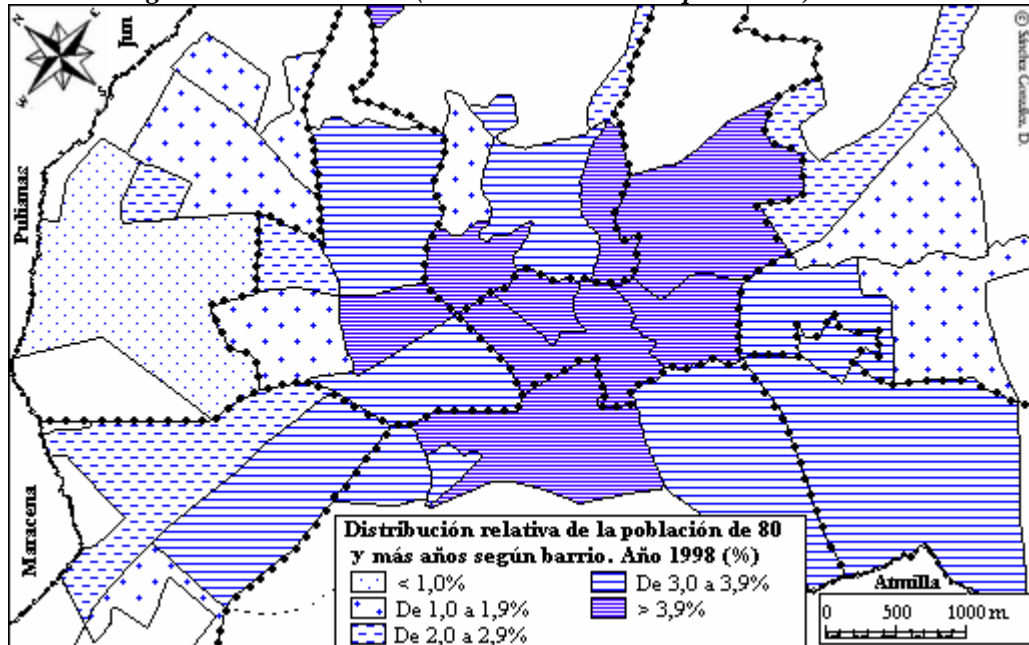 Jun
N
E
S
W
© Sánchez González, D.
Pulianas
Maracena
Distribución relativa de la población de 80
y más años según barrio. Año 1998 (%)
< 1,0%
De 1,0 a 1,9%
De 2,0 a 2,9%
De 3,0 a 3,9%
> 3,9%
Armilla
0 500 1000 m.